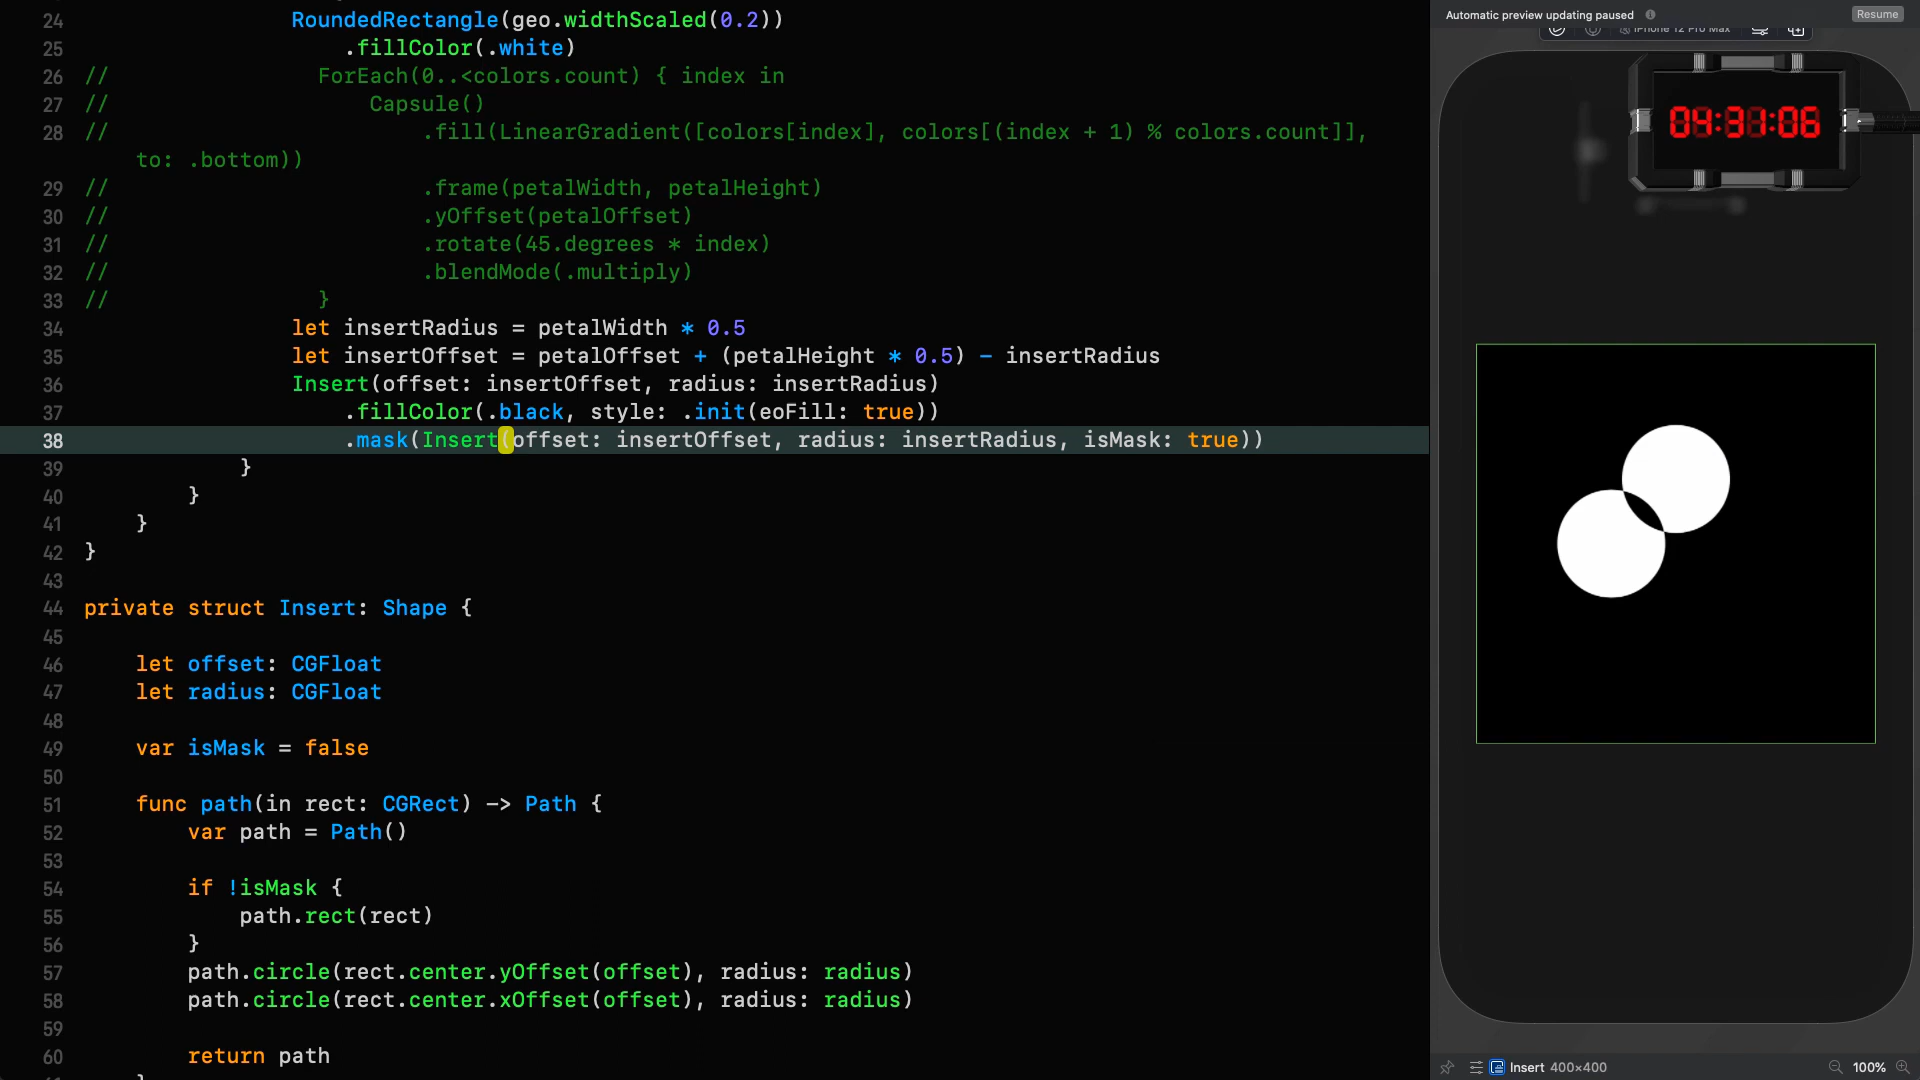 24 RoundedRectangle(geo.widthScaled(0.2))
25 .fillColor(.white)
26 // ForEach(0..<colors.count) { index in
27 // Capsule()
28 // .fill(LinearGradient([colors[index], colors[(index + 1) % colors.count]],
to: .bottom))
29 // .frame(petalWidth, petalHeight)
30 // .yOffset(petalOffset)
31 // .rotate(45.degrees * index)
32 // .blendMode(.multiply)
33 // }
34 let insertRadius = petalWidth * 0.5
35 let insertOffset = petalOffset + (petalHeight * 0.5) - insertRadius
36 Insert(offset: insertOffset, radius: insertRadius)
37 .fillColor(.black, style: .init(eoFill: true))
38 .mask(Insert(offset: insertOffset, radius: insertRadius, isMask: true))
39 }
40 }
41 }
42 }
43
44 private struct Insert: Shape {
45
46 let offset: CGFloat
47 let radius: CGFloat
48
49 var isMask = false
50
51 func path(in rect: CGRect) -> Path {
52 var path = Path()
53
54 if !isMask {
55 path.rect(rect)
56 }
57 path.circle(rect.center.yOffset(offset), radius: radius)
58 path.circle(rect.center.xOffset(offset), radius: radius)
59
60 return path
Automatic preview updating paused
Resume
iPhone 12 Pro Max
04:31:06
Insert 400×400
100%